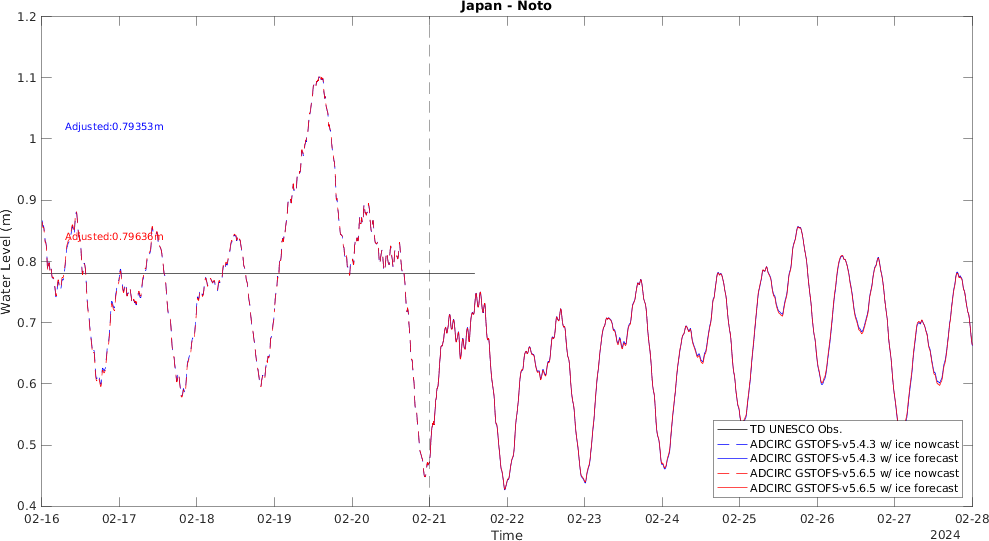 Japan - Noto
1.2
1.1
1
0.9
0.8
0.7
0.6
0.5
0.4
Water Level (m)
Adjusted:0.79353m
Adjusted:0.79636m
TD UNESCO Obs.
ADCIRC GSTOFS-v5.4.3 w/ ice nowcast
ADCIRC GSTOFS-v5.4.3 w/ ice forecast
ADCIRC GSTOFS-v5.6.5 w/ ice nowcast
ADCIRC GSTOFS-v5.6.5 w/ ice forecast
02-16 02-17 02-18 02-19 02-20 02-21 02-22 02-23 02-24 02-25 02-26 02-27 02-28
Time
2024